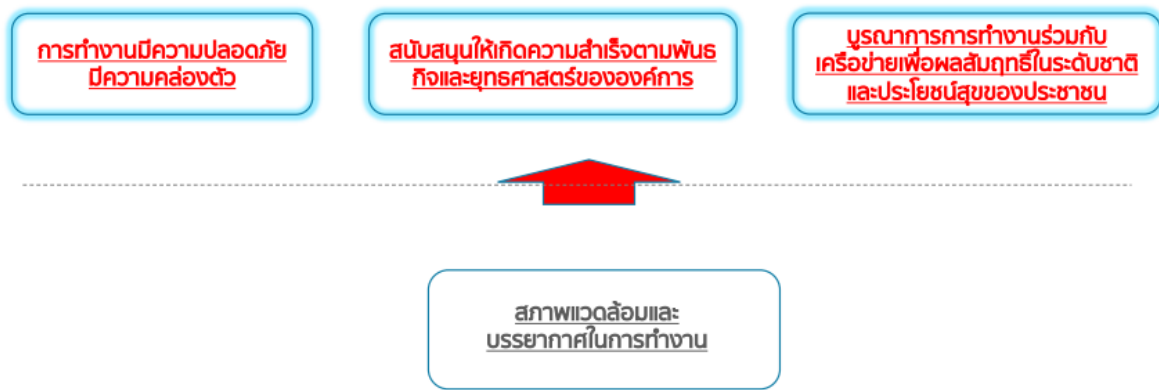 การทำงานมีความปลอดภัย
มีความคล่องตัว
สนับสนุนให้เกิดความสำเร็จตามพันธ
กิจและยุทธศาสตร์ขององค์การ
บูรณาการการทำงานร่วมกับ
เครือข่ายเพื่อผลสัมฤทธิ์ในระดับชาติ
และประโยชน์สุขของประชาชน
สภาพแวดล้อมและ
บรรยากาศในการทำงาน